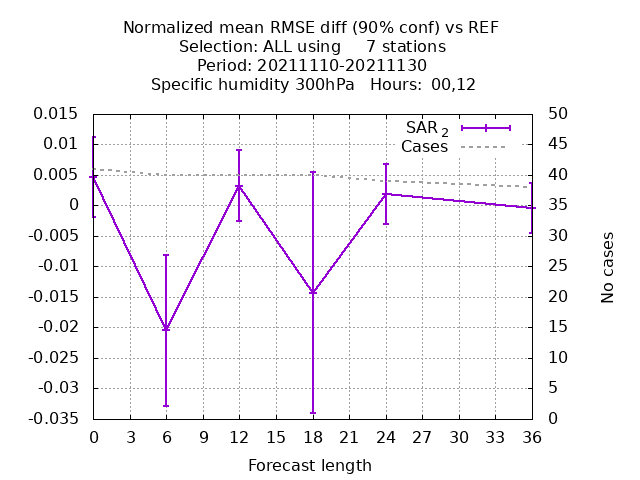 Normalized mean RMSE diff (90% conf) vs REF
Selection: ALL using     7 stations
Period: 20211110-20211130
Specific humidity 300hPa   Hours: 00,12
0.015
0.01
0.005
0
-0.005
-0.01
-0.015
-0.02
-0.025
-0.03
-0.035
SAR 2
Cases
50
45
40
35
30
25
20
15
10
5
0
No cases
0 3 6 9 12 15 18 21 24 27 30 33 36
Forecast length